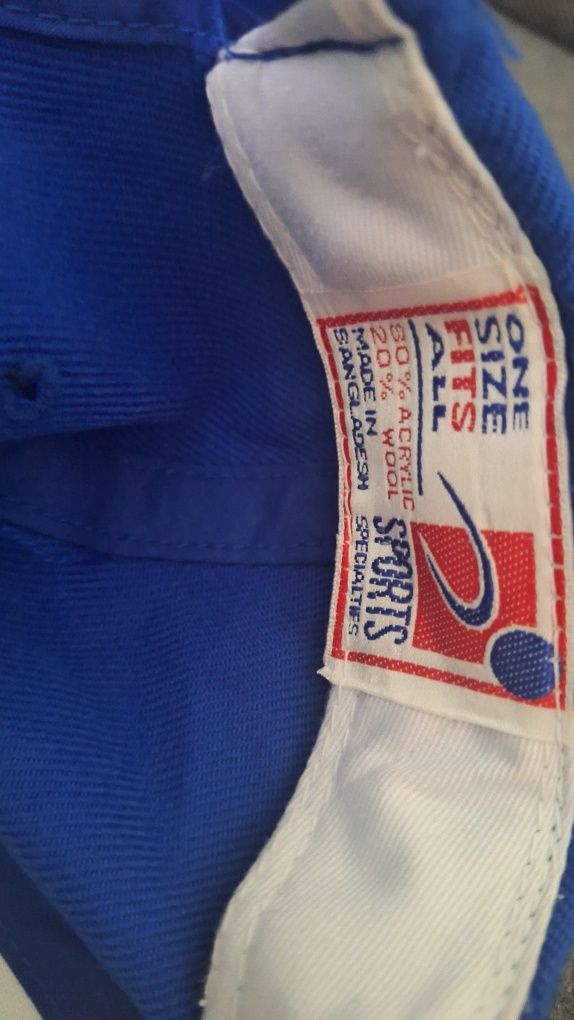 ONE
SIZE
FITS
ALL
80% ACRYLIC
20% WOOL
MADE IN
BANGLADESH
SPORTS
SPECIALTIES